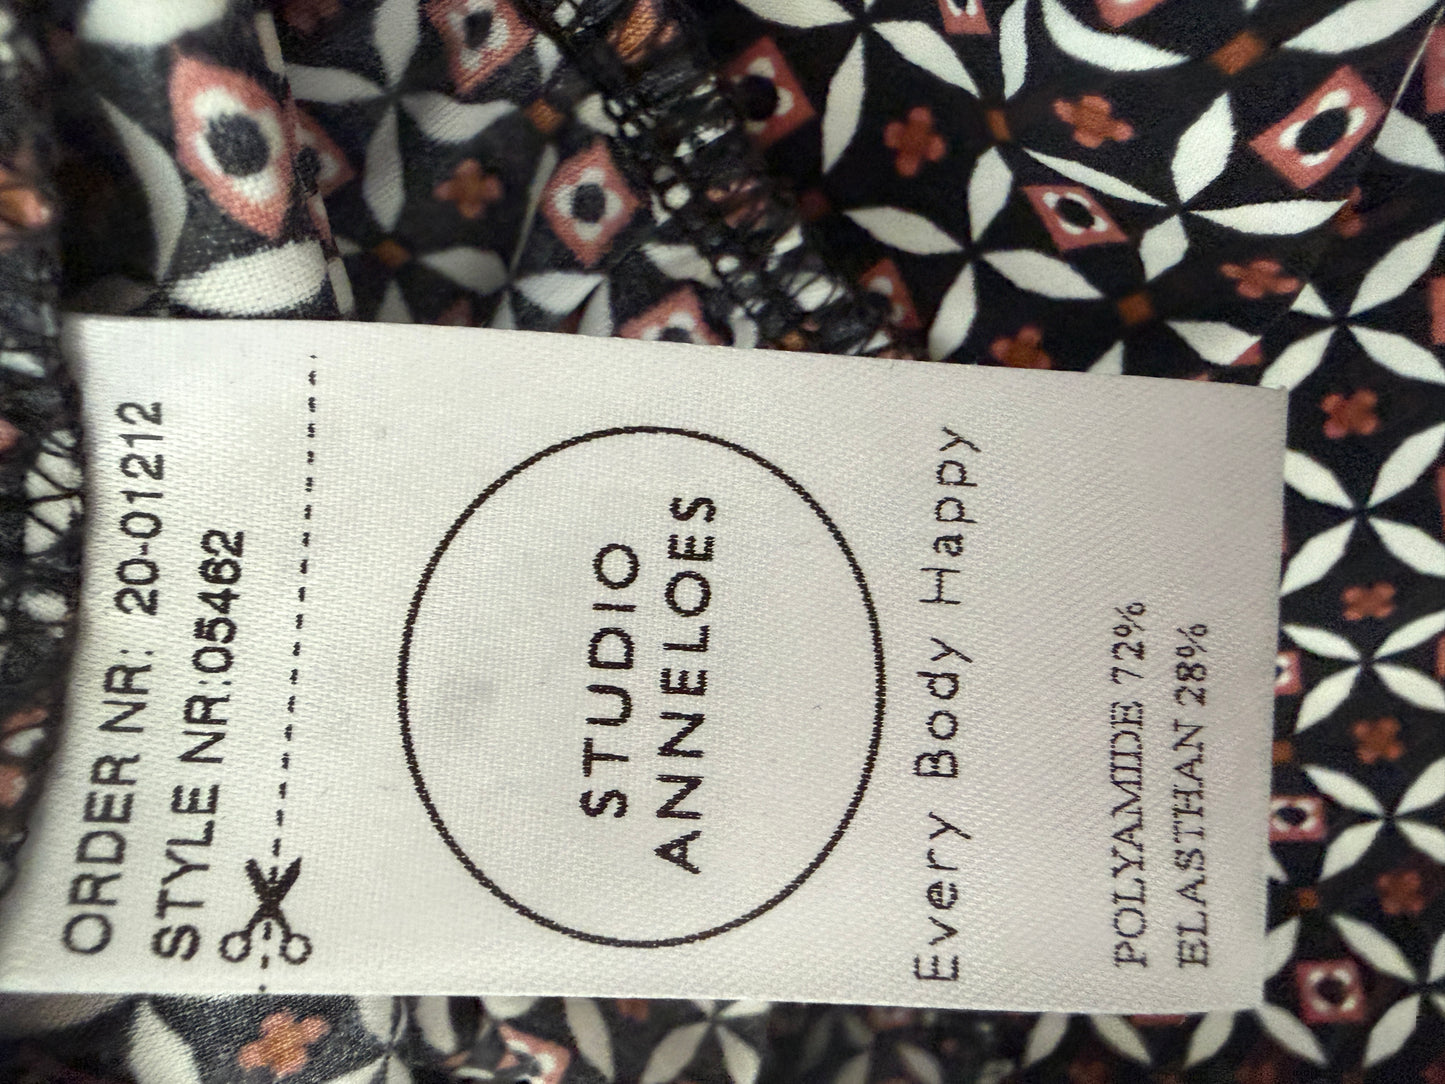 ORDER NR: 20-01212
STYLE NR:05462
STUDIO
ANNELOES
Every Body Happy
POLYAMIDE 72%
ELASTHAN 28%